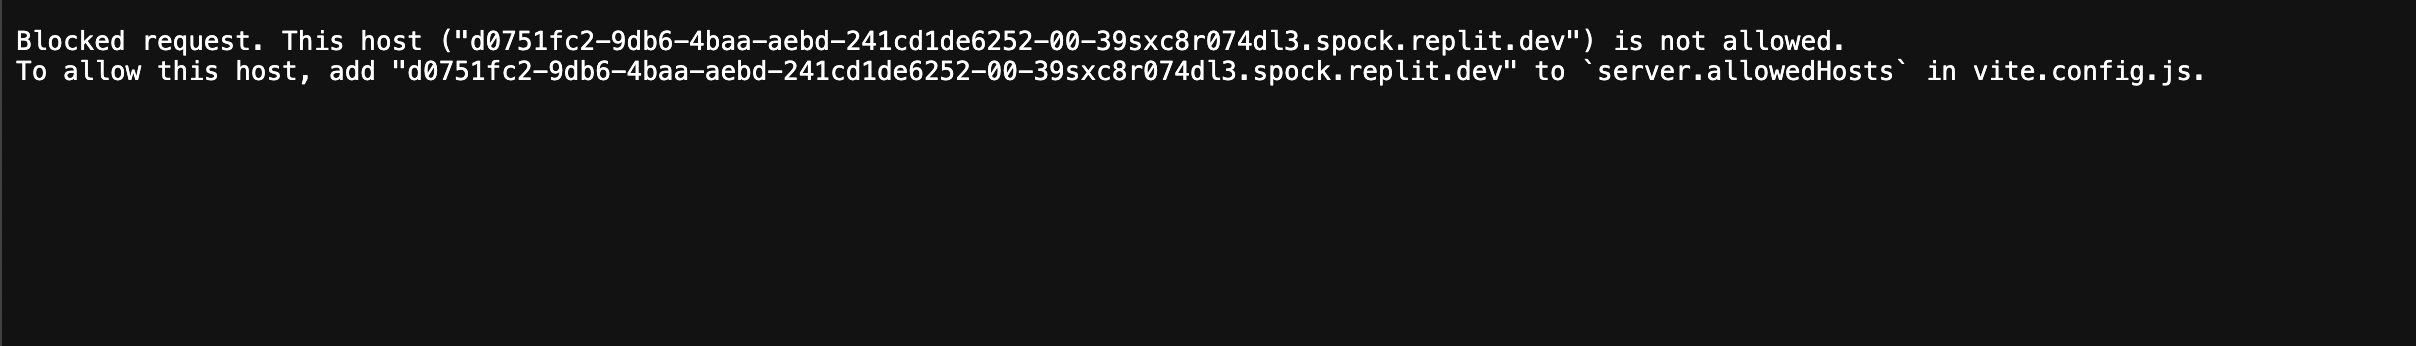 Blocked request. This host ("d0751fc2-9db6-4baa-aebd-241cd1de6252-00-39sxc8r074dl3.spock.replit.dev") is not allowed.
To allow this host, add "d0751fc2-9db6-4baa-aebd-241cd1de6252-00-39sxc8r074dl3.spock.replit.dev" to `server.allowedHosts` in vite.config.js.